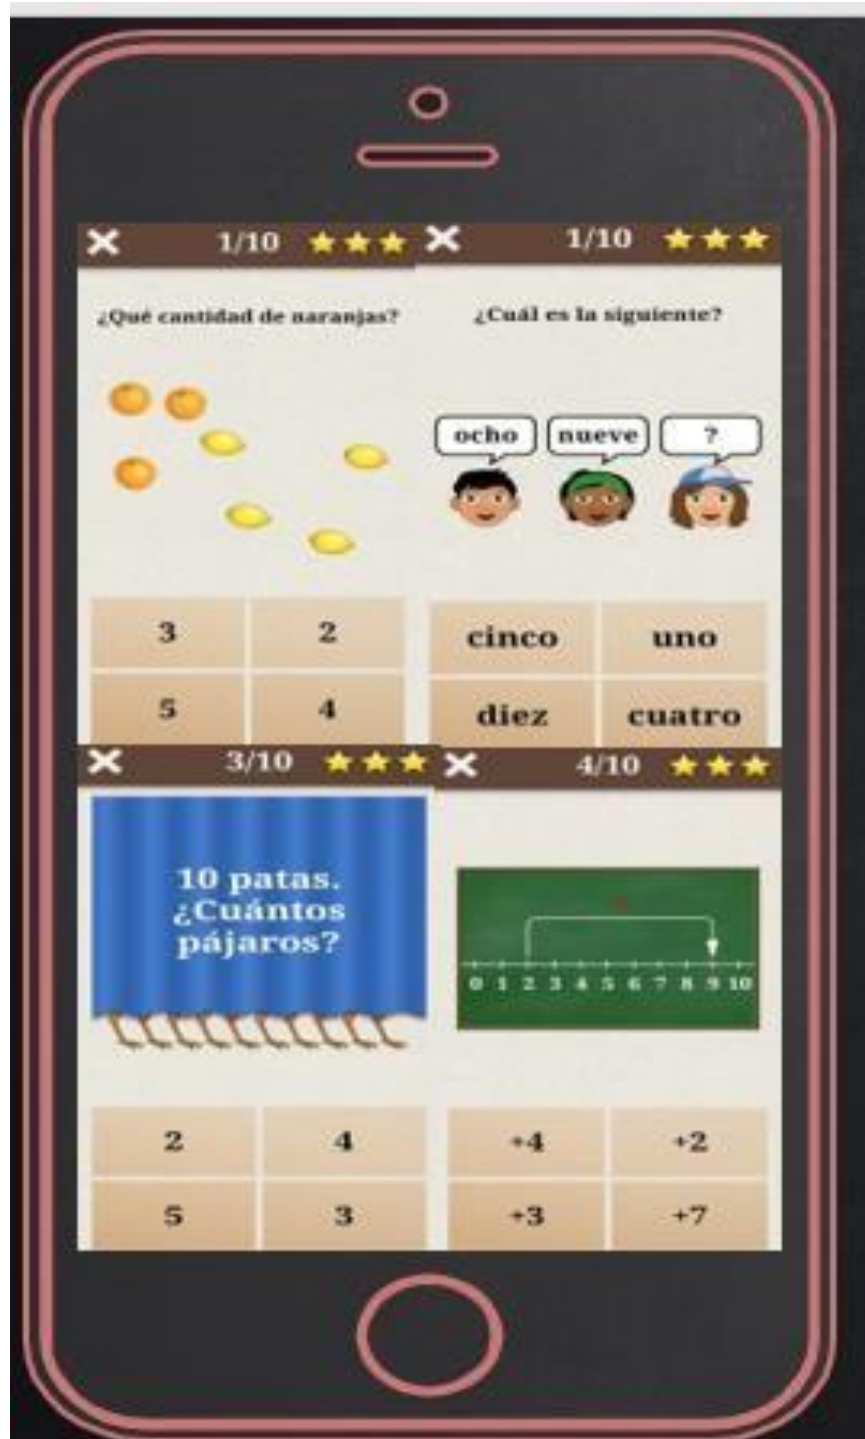 1/10
¿Qué cantidad de naranjas?
3 2
5 4
1/10
¿Cuál es la siguiente?
ocho nueve ?
cinco uno
diez cuatro
3/10
10 patas.
¿Cuántos
pájaros?
2 4
5 3
4/10
0 1 2 3 4 5 6 7 8 9 10
+4 +2
+3 +7